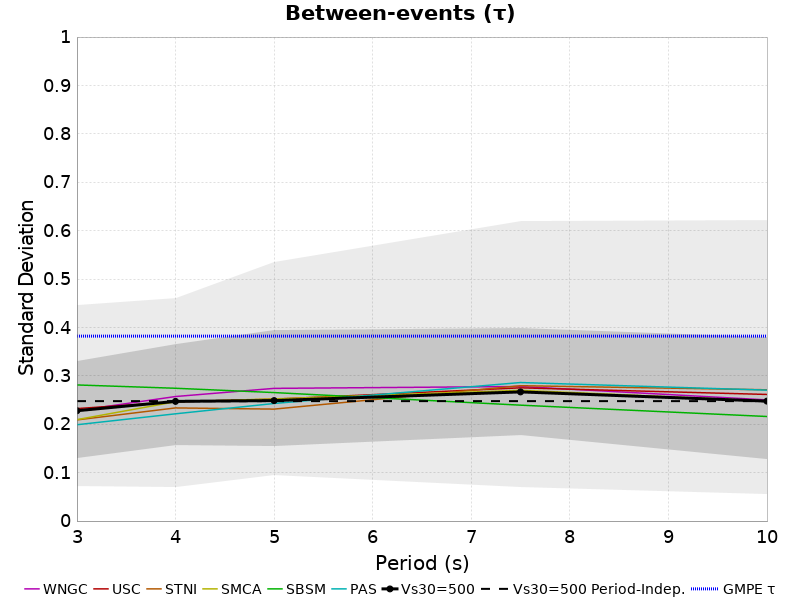 Between-events (τ)
1
0.9
0.8
0.7
0.6
0.5
0.4
0.3
0.2
0.1
0
Standard Deviation
3 4 5 6 7 8 9 10
Period (s)
WNGC USC STNI SMCA SBSM PAS Vs30=500 Vs30=500 Period-Indep. GMPE τ